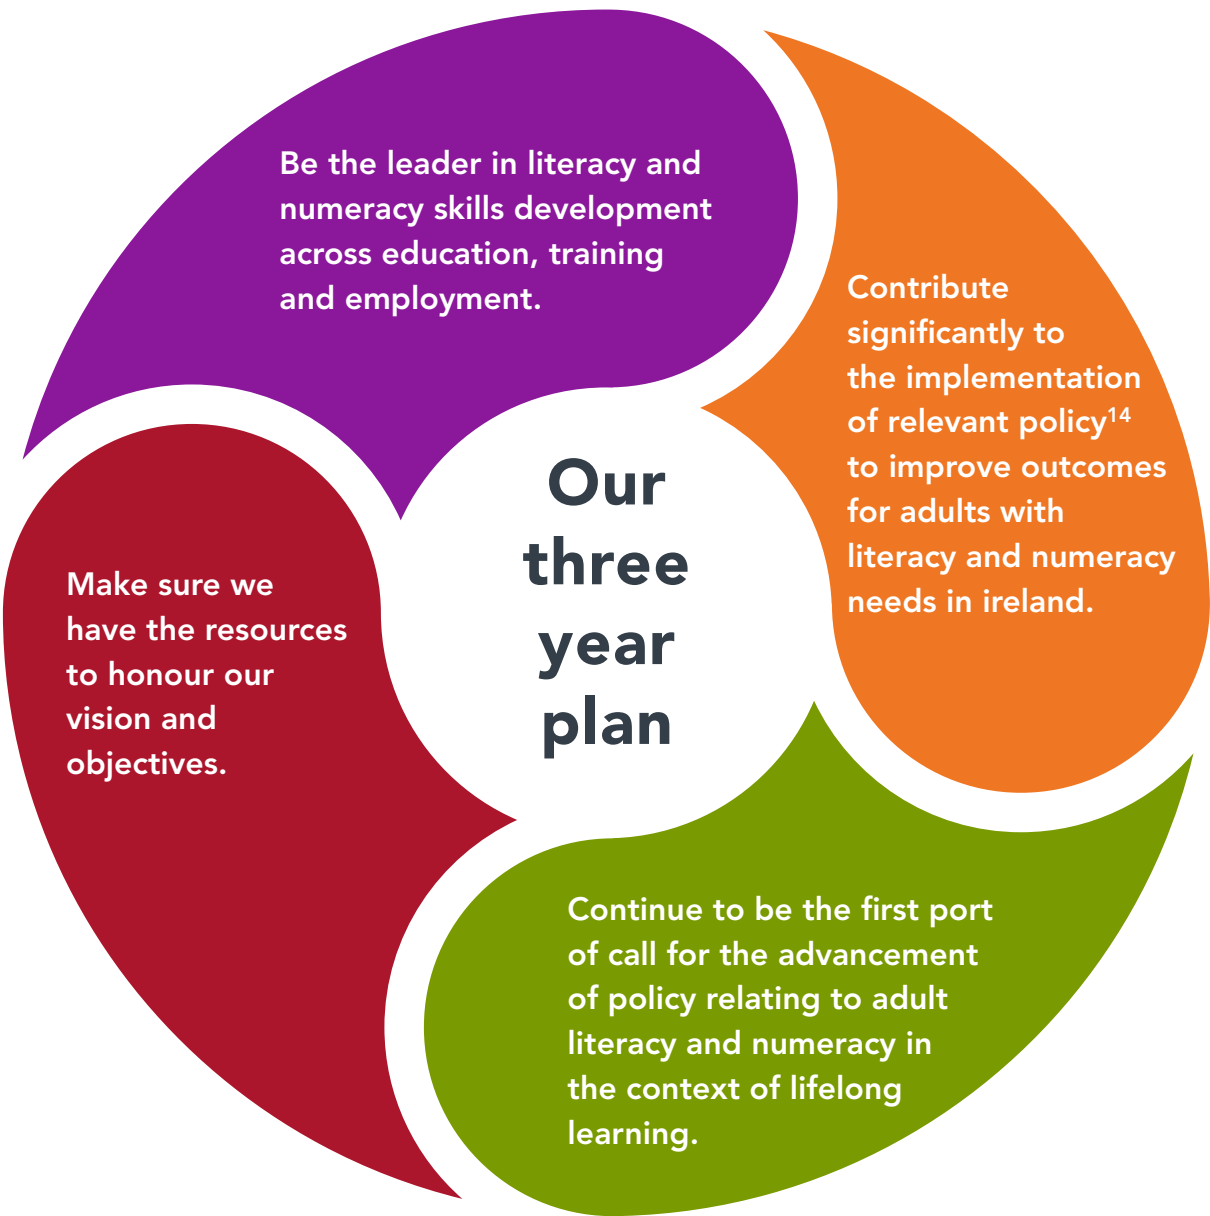 Be the leader in literacy and
numeracy skills development
across education, training
and employment.
Contribute
significantly to
the implementation
of relevant policy¹⁴
to improve outcomes
for adults with
literacy and numeracy
needs in ireland.
Our
three
year
plan
Make sure we
have the resources
to honour our
vision and
objectives.
Continue to be the first port
of call for the advancement
of policy relating to adult
literacy and numeracy in
the context of lifelong
learning.